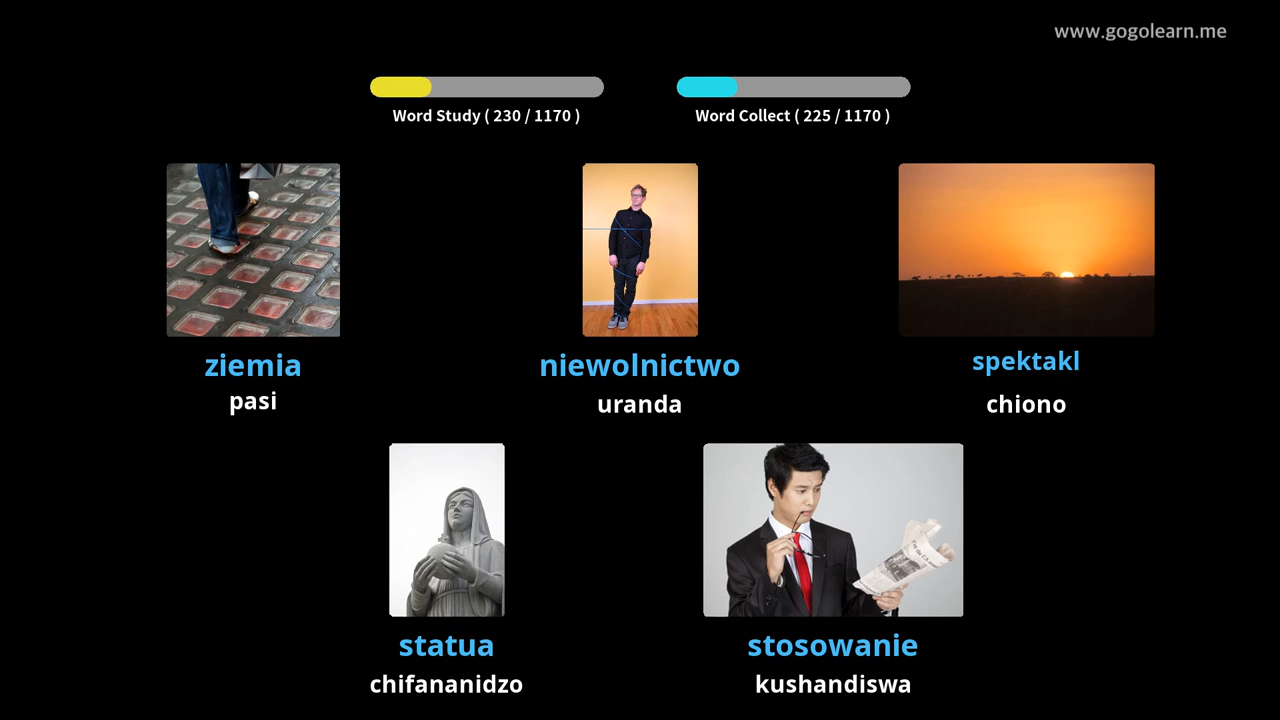 www.gogolearn.me
Word Study ( 230 / 1170 )
Word Collect ( 225 / 1170 )
ziemia
pasi
niewolnictwo
uranda
spektakl
chiono
statua
chifananidzo
stosowanie
kushandiswa